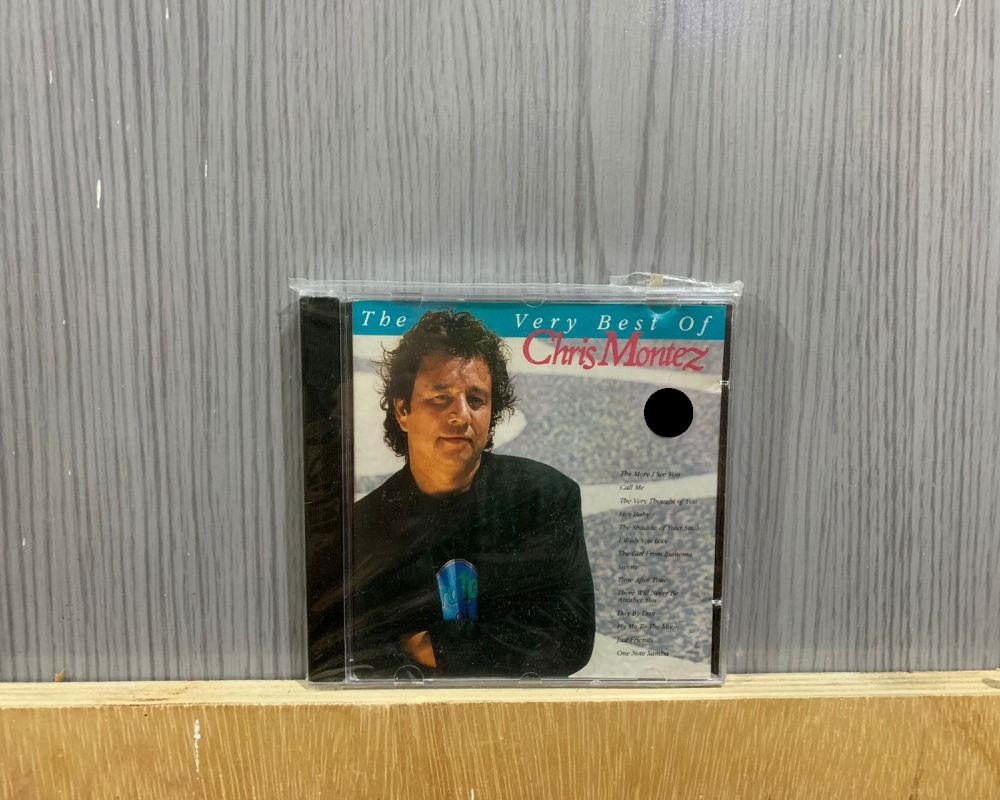 The Very Best Of
Chris Montez
The More I See You
Call Me
The Very Thought of You
Hey Baby
The Shadow of Your Smile
I Wish You Love
The Girl From Ipanema
Sunny
Time After Time
There Will Never Be
Another You
Day By Day
Fly Me To The Moon
Just Friends
One Note Samba